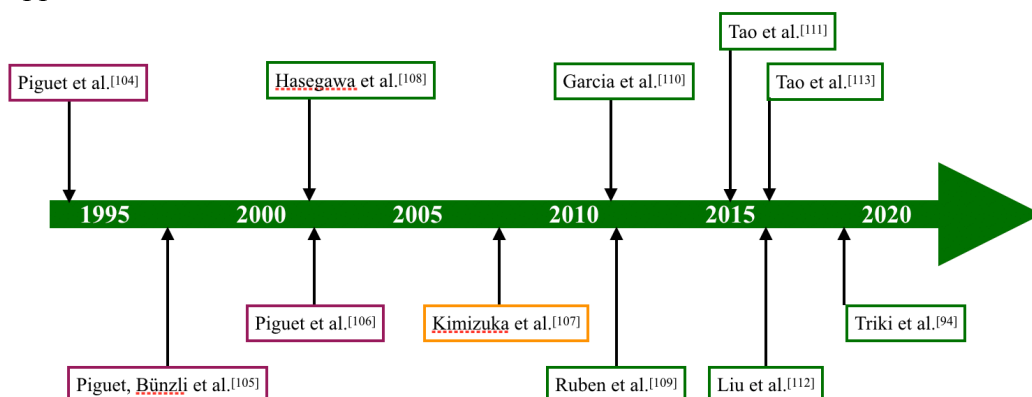 Tao et al.[111]
Piguet et al.[104]
Hasegawa et al.[108]
Garcia et al.[110]
Tao et al.[113]
1995 2000 2005 2010 2015 2020
Piguet et al.[106]
Kimizuka et al.[107]
Triki et al.[94]
Piguet, Bünzli et al.[105]
Ruben et al.[109]
Liu et al.[112]